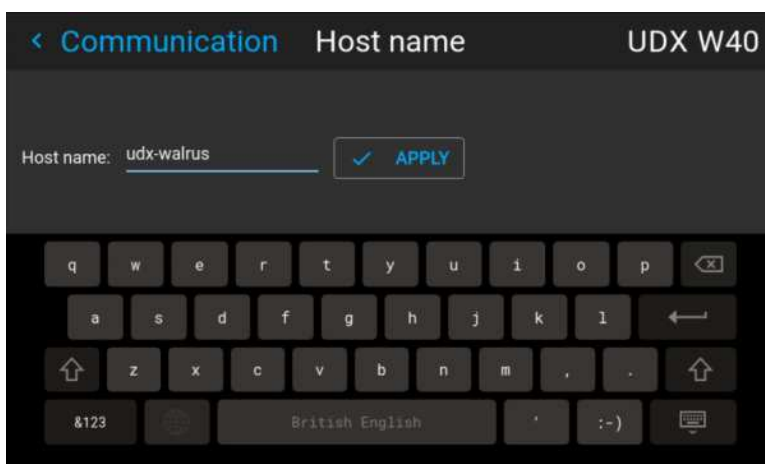 < Communication Host name UDX W40
Host name: udx-walrus ✓ APPLY
q w e r t y u i o p
a s d f g h j k l
z x c v b n m , .
&123 British English ' :-)